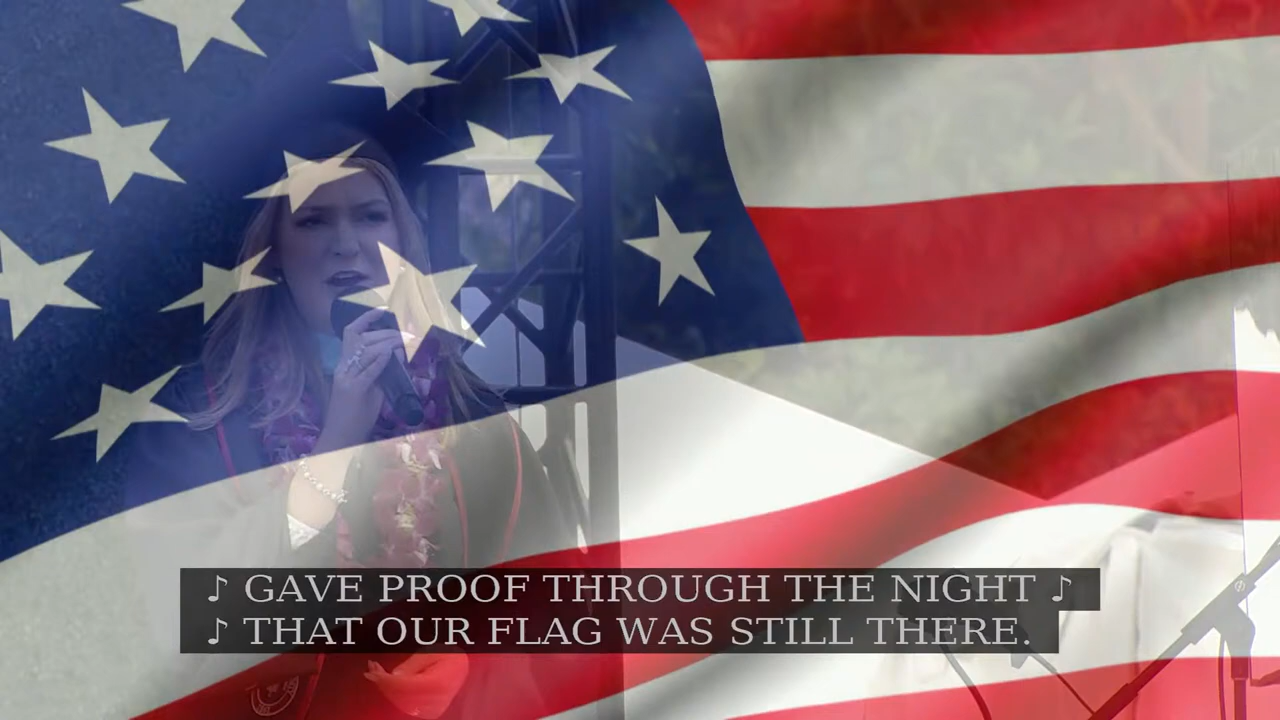 ♪ GAVE PROOF THROUGH THE NIGHT ♪
♪ THAT OUR FLAG WAS STILL THERE.